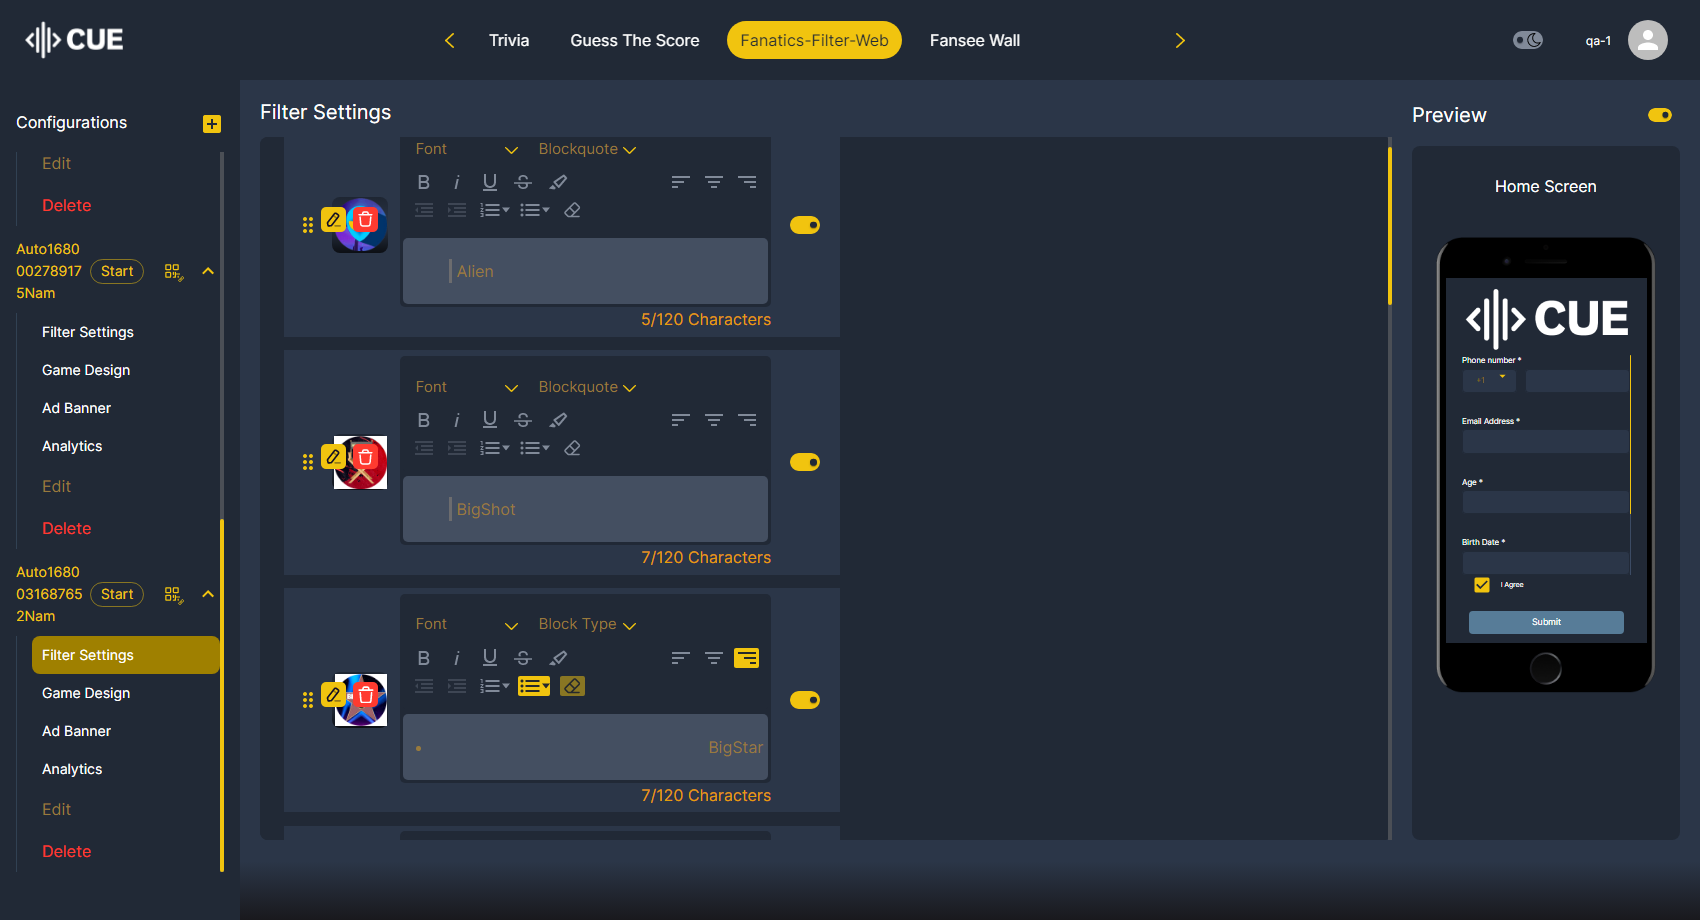 CUE
Trivia
Guess The Score
Fanatics-Filter-Web
Fansee Wall
qa-1
Configurations
Edit
Delete
Auto1680
00278917
5Nam
Start
Filter Settings
Game Design
Ad Banner
Analytics
Edit
Delete
Auto1680
03168765
2Nam
Start
Filter Settings
Game Design
Ad Banner
Analytics
Edit
Delete
Filter Settings
Font
Blockquote
B i U S
Alien
5/120 Characters
Font
Blockquote
B i U S
BigShot
7/120 Characters
Font
Block Type
B i U S
• BigStar
7/120 Characters
Preview
Home Screen
CUE
Phone number *
+1
Email Address *
Age *
Birth Date *
I Agree
Submit